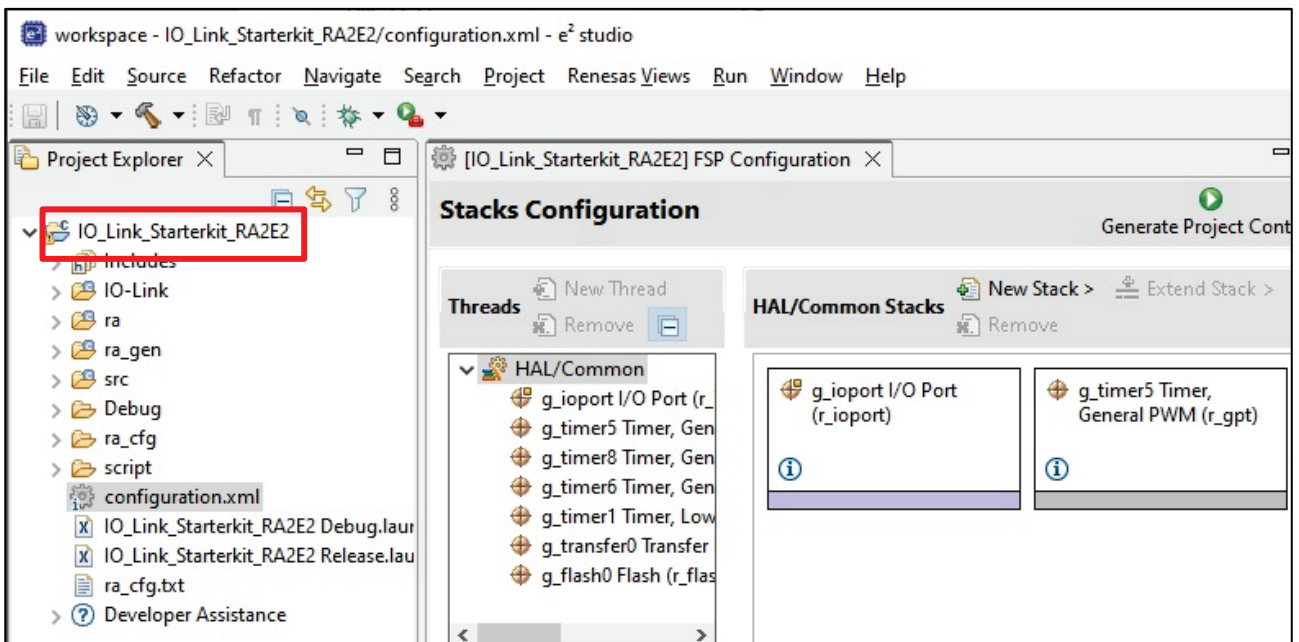 workspace - IO_Link_Starterkit_RA2E2/configuration.xml - e² studio
File Edit Source Refactor Navigate Search Project Renesas Views Run Window Help
Project Explorer
IO_Link_Starterkit_RA2E2
Includes
IO-Link
ra
ra_gen
src
Debug
ra_cfg
script
configuration.xml
IO_Link_Starterkit_RA2E2 Debug.laur
IO_Link_Starterkit_RA2E2 Release.lau
ra_cfg.txt
Developer Assistance
[IO_Link_Starterkit_RA2E2] FSP Configuration
Stacks Configuration
Generate Project Cont
Threads
New Thread
Remove
HAL/Common
g_ioport I/O Port (r_
g_timer5 Timer, Gen
g_timer8 Timer, Gen
g_timer6 Timer, Gen
g_timer1 Timer, Low
g_transfer0 Transfer
g_flash0 Flash (r_flas
HAL/Common Stacks
New Stack > Extend Stack >
Remove
g_ioport I/O Port
(r_ioport)
g_timer5 Timer,
General PWM (r_gpt)